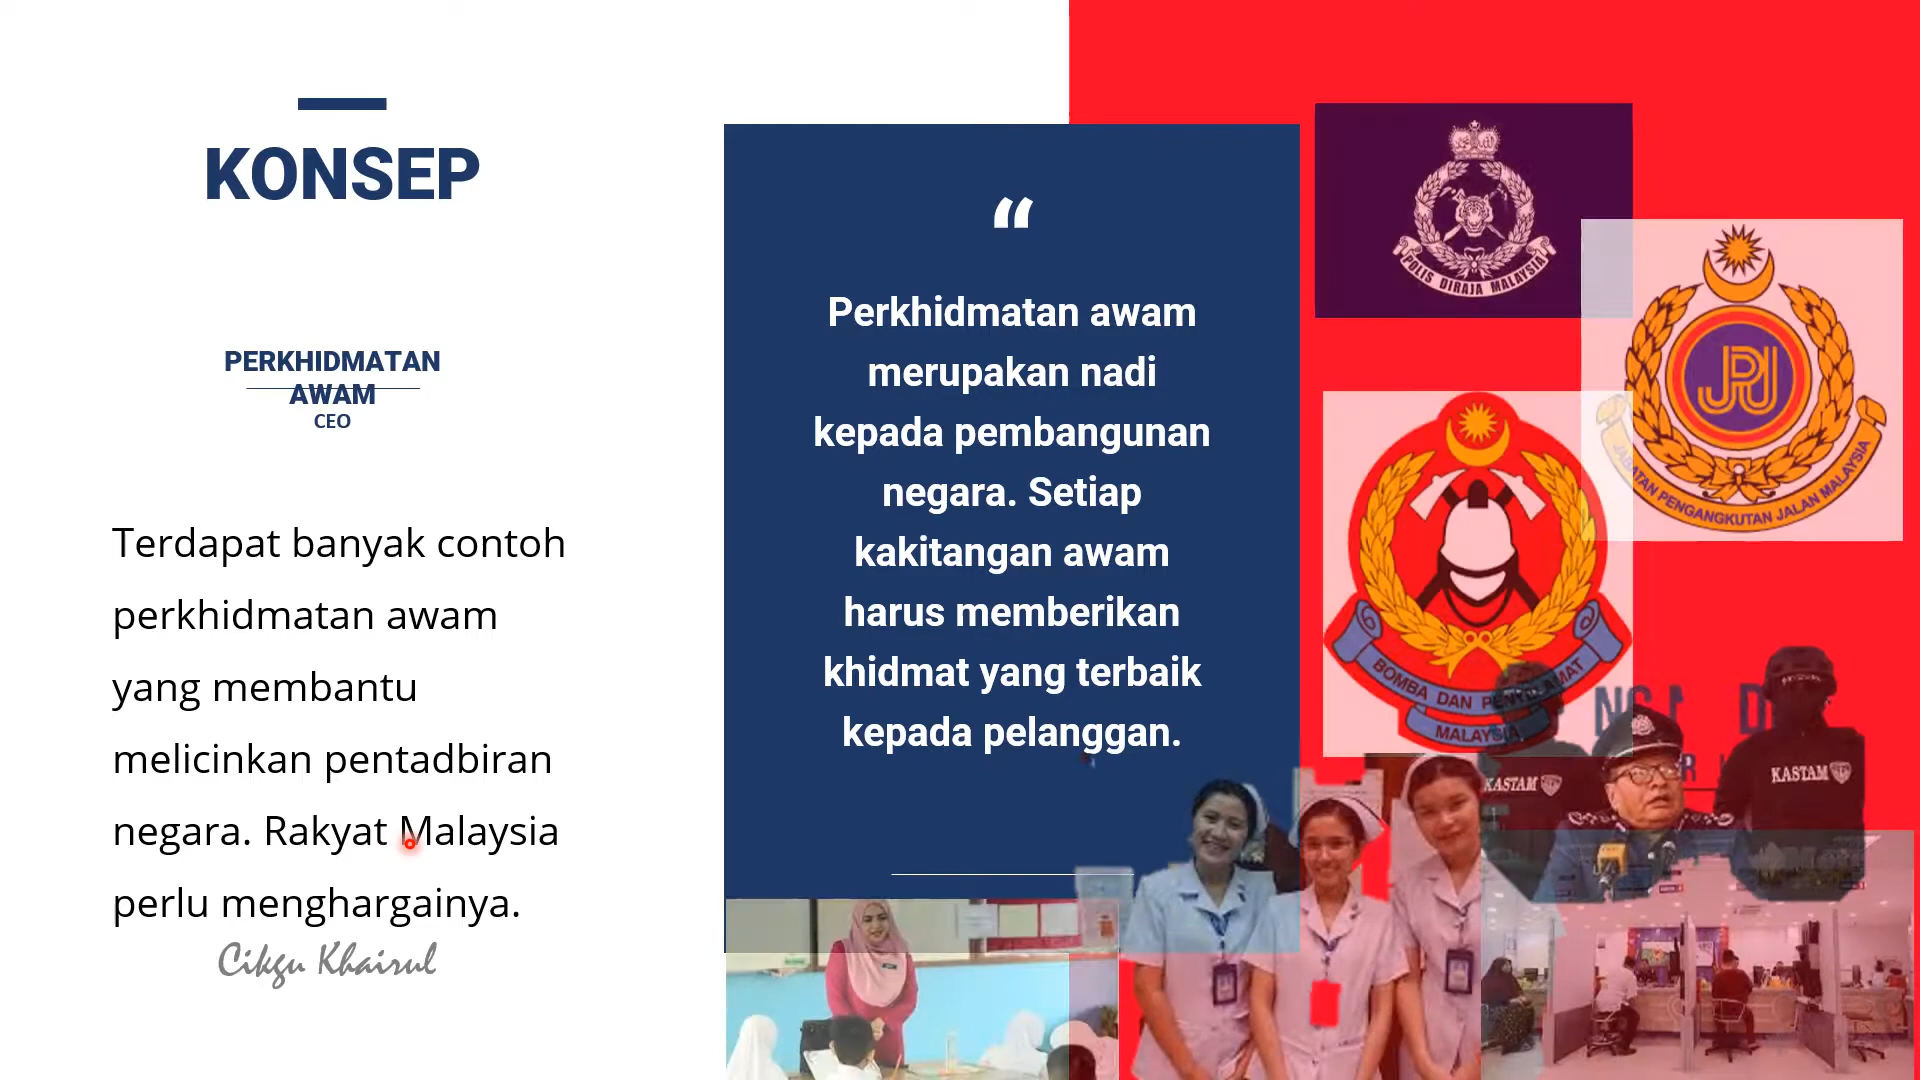 KONSEP
PERKHIDMATAN
AWAM
CEO
Terdapat banyak contoh
perkhidmatan awam
yang membantu
melicinkan pentadbiran
negara. Rakyat Malaysia
perlu menghargainya.
Cikgu Khairul
“
Perkhidmatan awam
merupakan nadi
kepada pembangunan
negara. Setiap
kakitangan awam
harus memberikan
khidmat yang terbaik
kepada pelanggan.
POLIS DIRAJA MALAYSIA
JPJ
JABATAN PENGANGKUTAN JALAN MALAYSIA
BOMBA DAN PENYELAMAT
MALAYSIA
KASTAM
KASTAM